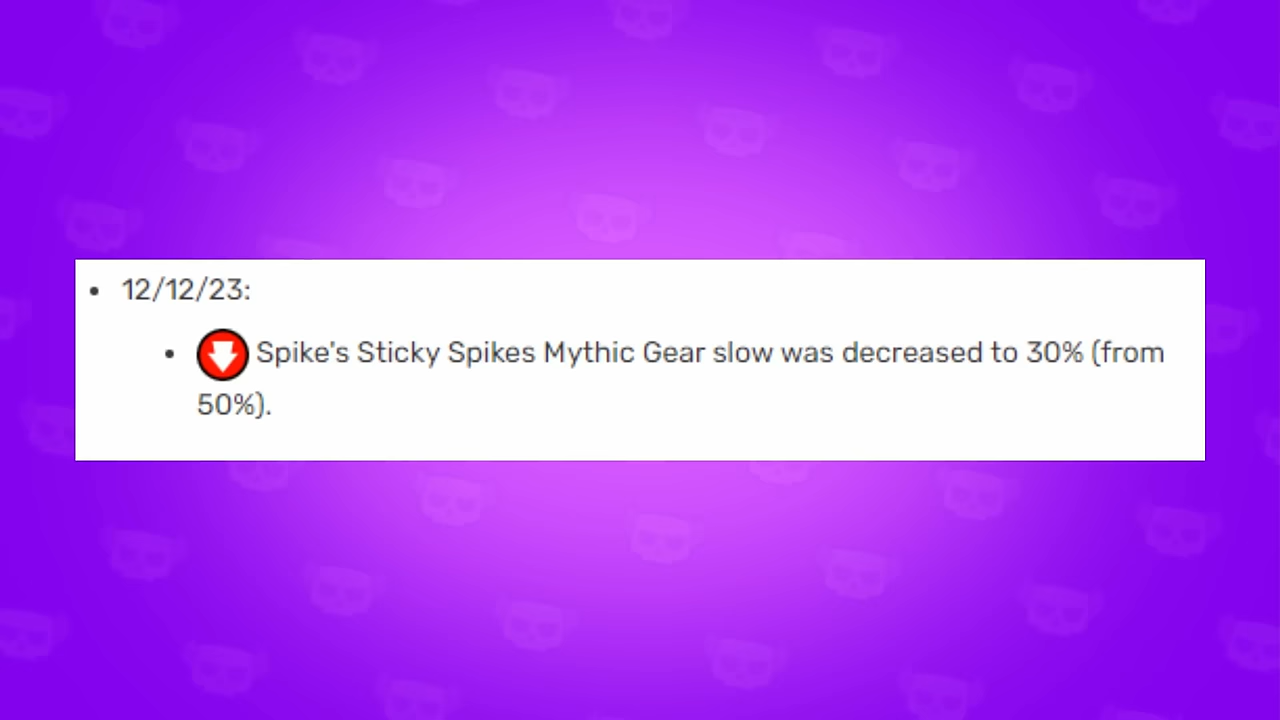 12/12/23:
Spike's Sticky Spikes Mythic Gear slow was decreased to 30% (from
50%).